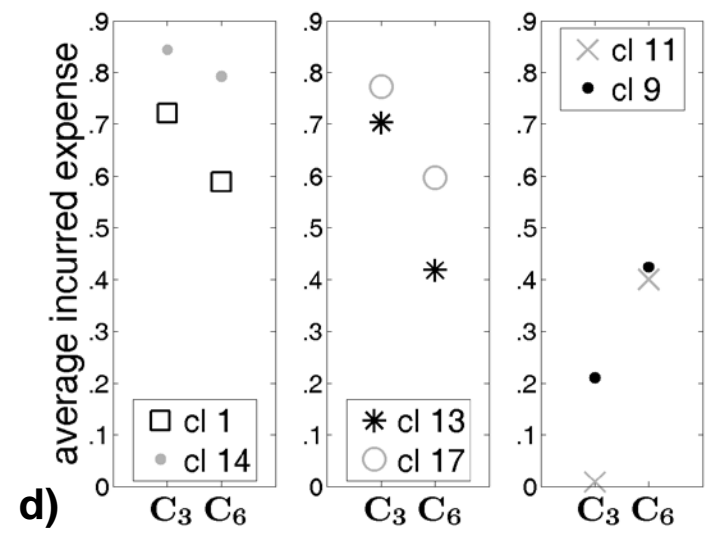 average incurred expense
.9
.8
.7
.6
.5
.4
.3
.2
.1
0
cl 1
cl 14
C3 C6
.9
.8
.7
.6
.5
.4
.3
.2
.1
0
cl 13
cl 17
C3 C6
.9
.8
.7
.6
.5
.4
.3
.2
.1
0
cl 11
cl 9
C3 C6
d)